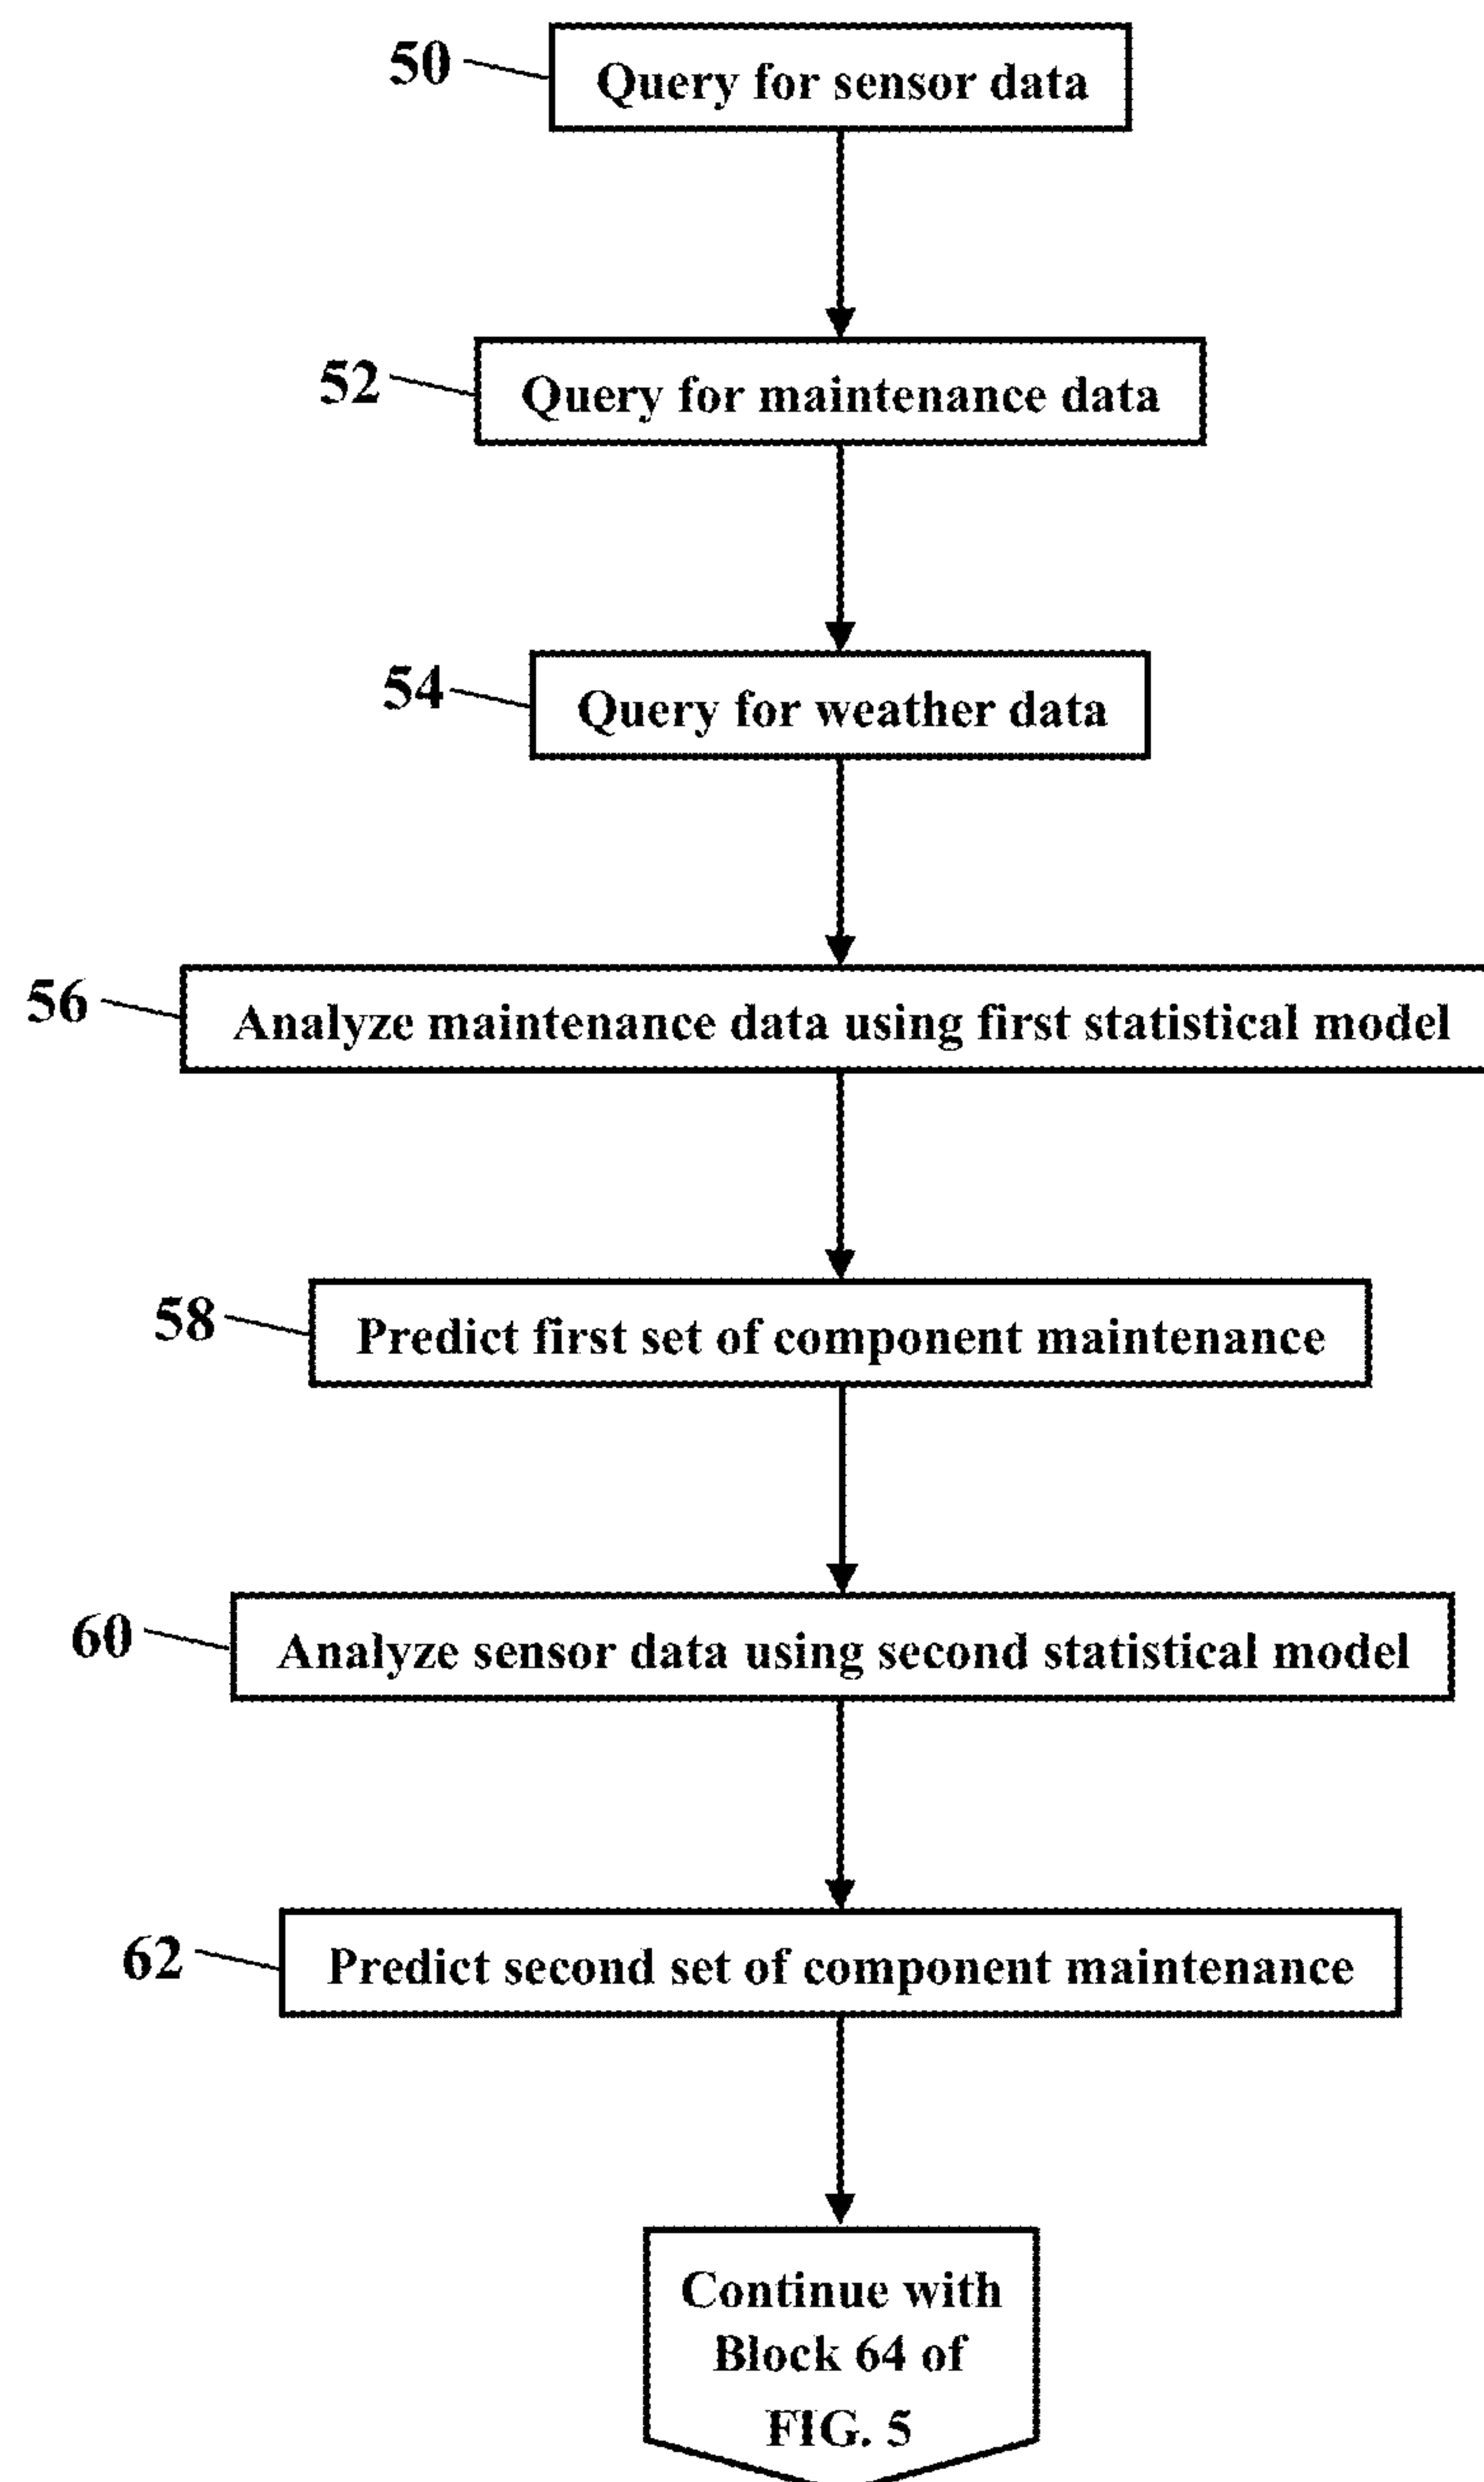 50 Query for sensor data
52 Query for maintenance data
54 Query for weather data
56 Analyze maintenance data using first statistical model
58 Predict first set of component maintenance
60 Analyze sensor data using second statistical model
62 Predict second set of component maintenance
Continue with
Block 64 of
FIG. 5